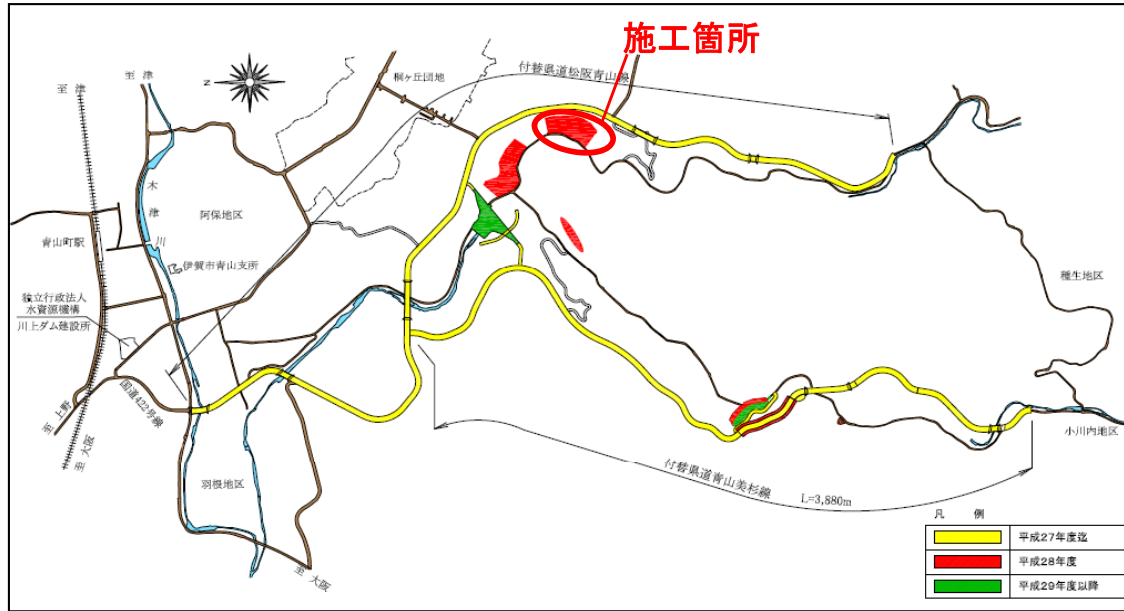 施工箇所
付替県道松阪青山線
桐ヶ丘団地
至 津
至 津
N
木
津
川
阿保地区
青山町駅
伊賀市青山支所
種生地区
独立行政法人
水資源機構
川上ダム建設所
国道422号線
至 上野
至 大阪
小川内地区
羽根地区
付替県道青山美杉線
L=3,880m
至 大阪
凡 例
平成27年度迄
平成28年度
平成29年度以降